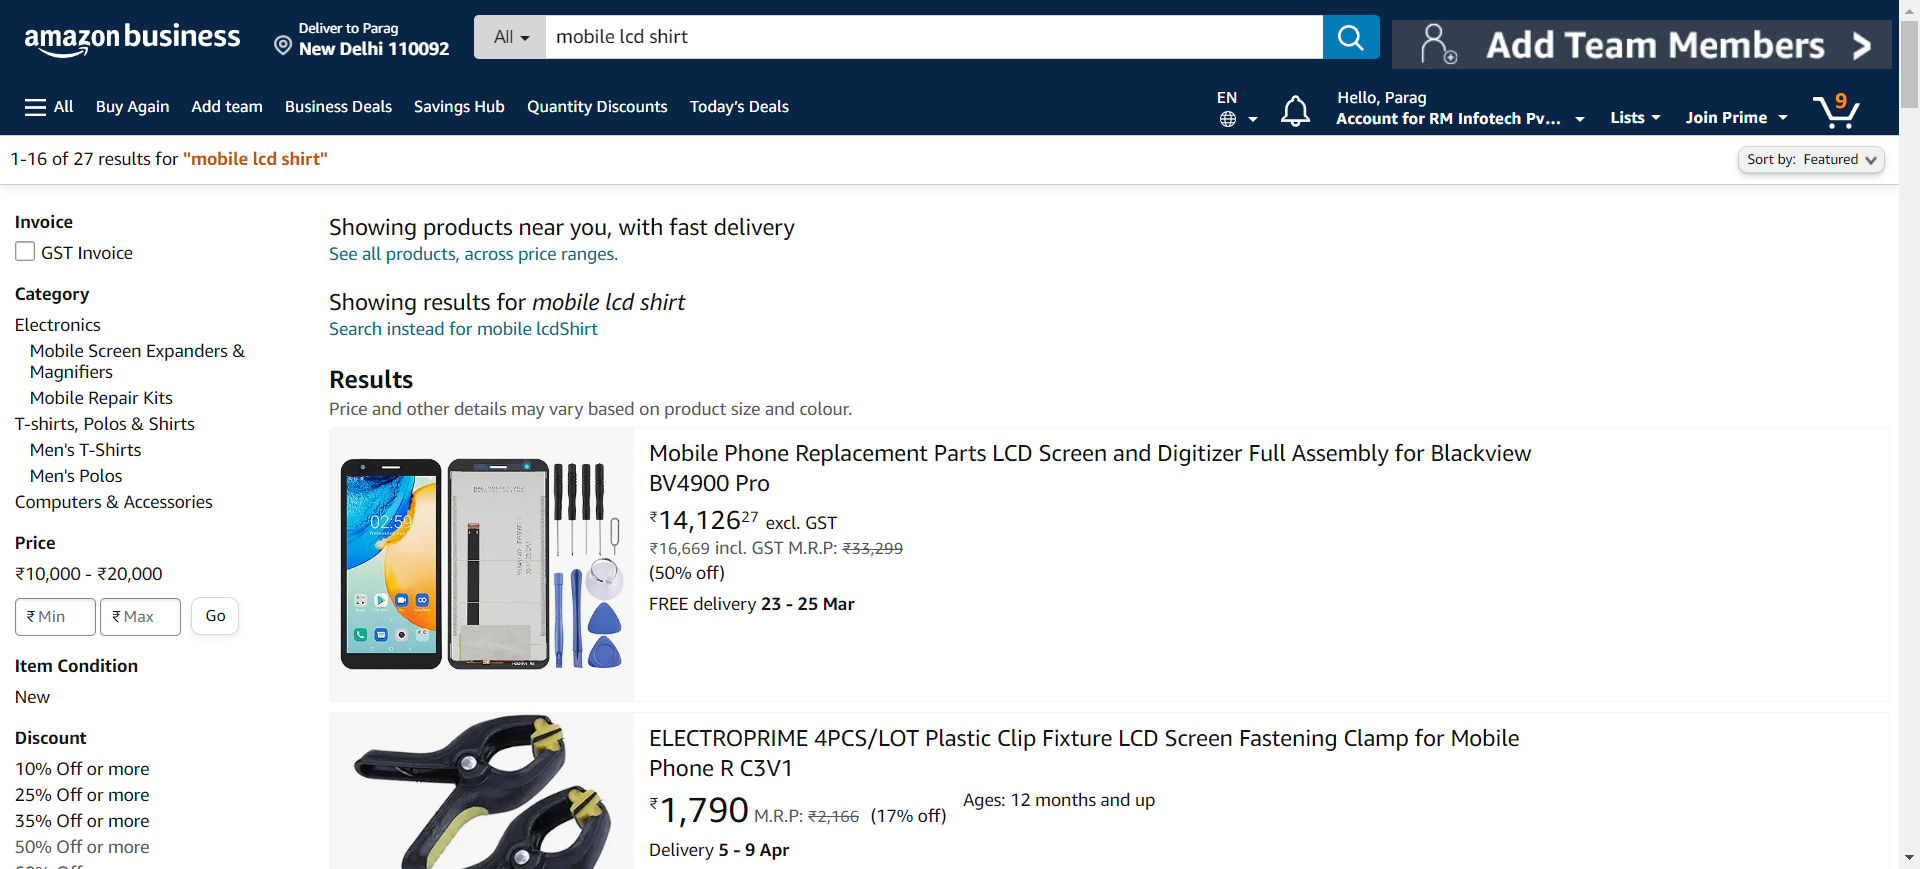 amazon business
Deliver to Parag
New Delhi 110092
All
mobile lcd shirt
Add Team Members
All
Buy Again
Add team
Business Deals
Savings Hub
Quantity Discounts
Today's Deals
EN
Hello, Parag
Account for RM Infotech Pv...
Lists
Join Prime
9
1-16 of 27 results for "mobile lcd shirt"
Sort by: Featured
Invoice
GST Invoice
Category
Electronics
Mobile Screen Expanders &
Magnifiers
Mobile Repair Kits
T-shirts, Polos & Shirts
Men's T-Shirts
Men's Polos
Computers & Accessories
Price
₹10,000 - ₹20,000
₹ Min
₹ Max
Go
Item Condition
New
Discount
10% Off or more
25% Off or more
35% Off or more
50% Off or more
Showing products near you, with fast delivery
See all products, across price ranges.
Showing results for mobile lcd shirt
Search instead for mobile lcdShirt
Results
Price and other details may vary based on product size and colour.
02:59
Mobile Phone Replacement Parts LCD Screen and Digitizer Full Assembly for Blackview
BV4900 Pro
₹14,12627 excl. GST
₹16,669 incl. GST M.R.P: ₹33,299
(50% off)
FREE delivery 23 - 25 Mar
ELECTROPRIME 4PCS/LOT Plastic Clip Fixture LCD Screen Fastening Clamp for Mobile
Phone R C3V1
₹1,790 M.R.P: ₹2,166 (17% off)
Ages: 12 months and up
Delivery 5 - 9 Apr